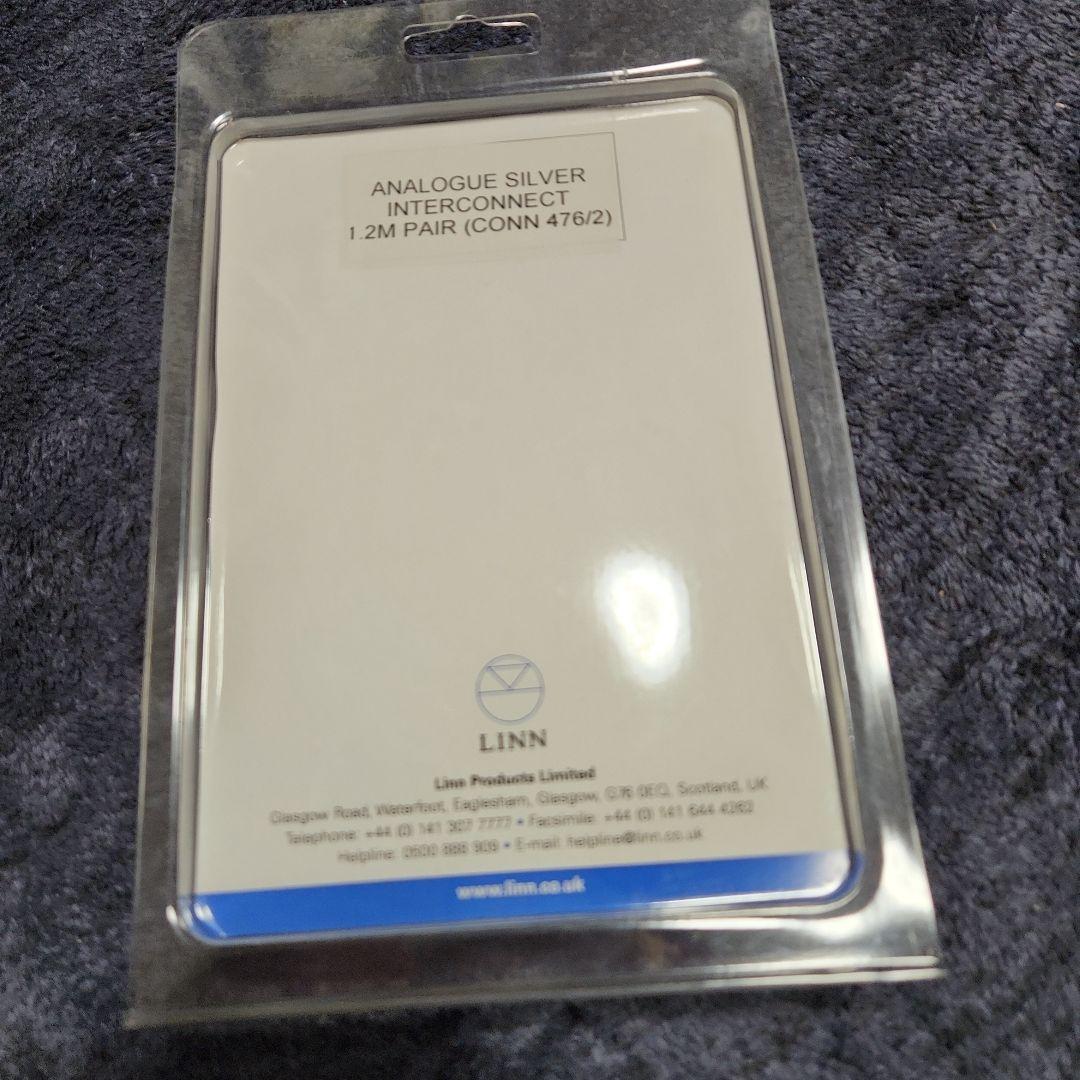 ANALOGUE SILVER
INTERCONNECT
1.2M PAIR (CONN 476/2)
LINN
Linn Products Limited
Glasgow Road, Waterfoot, Eaglesham, Glasgow, G76 0EQ, Scotland, UK
Telephone: +44 (0) 141 307 7777 • Facsimile: +44 (0) 141 644 4262
Helpline: 0500 888 909 • E-mail: helpline@linn.co.uk
www.linn.co.uk